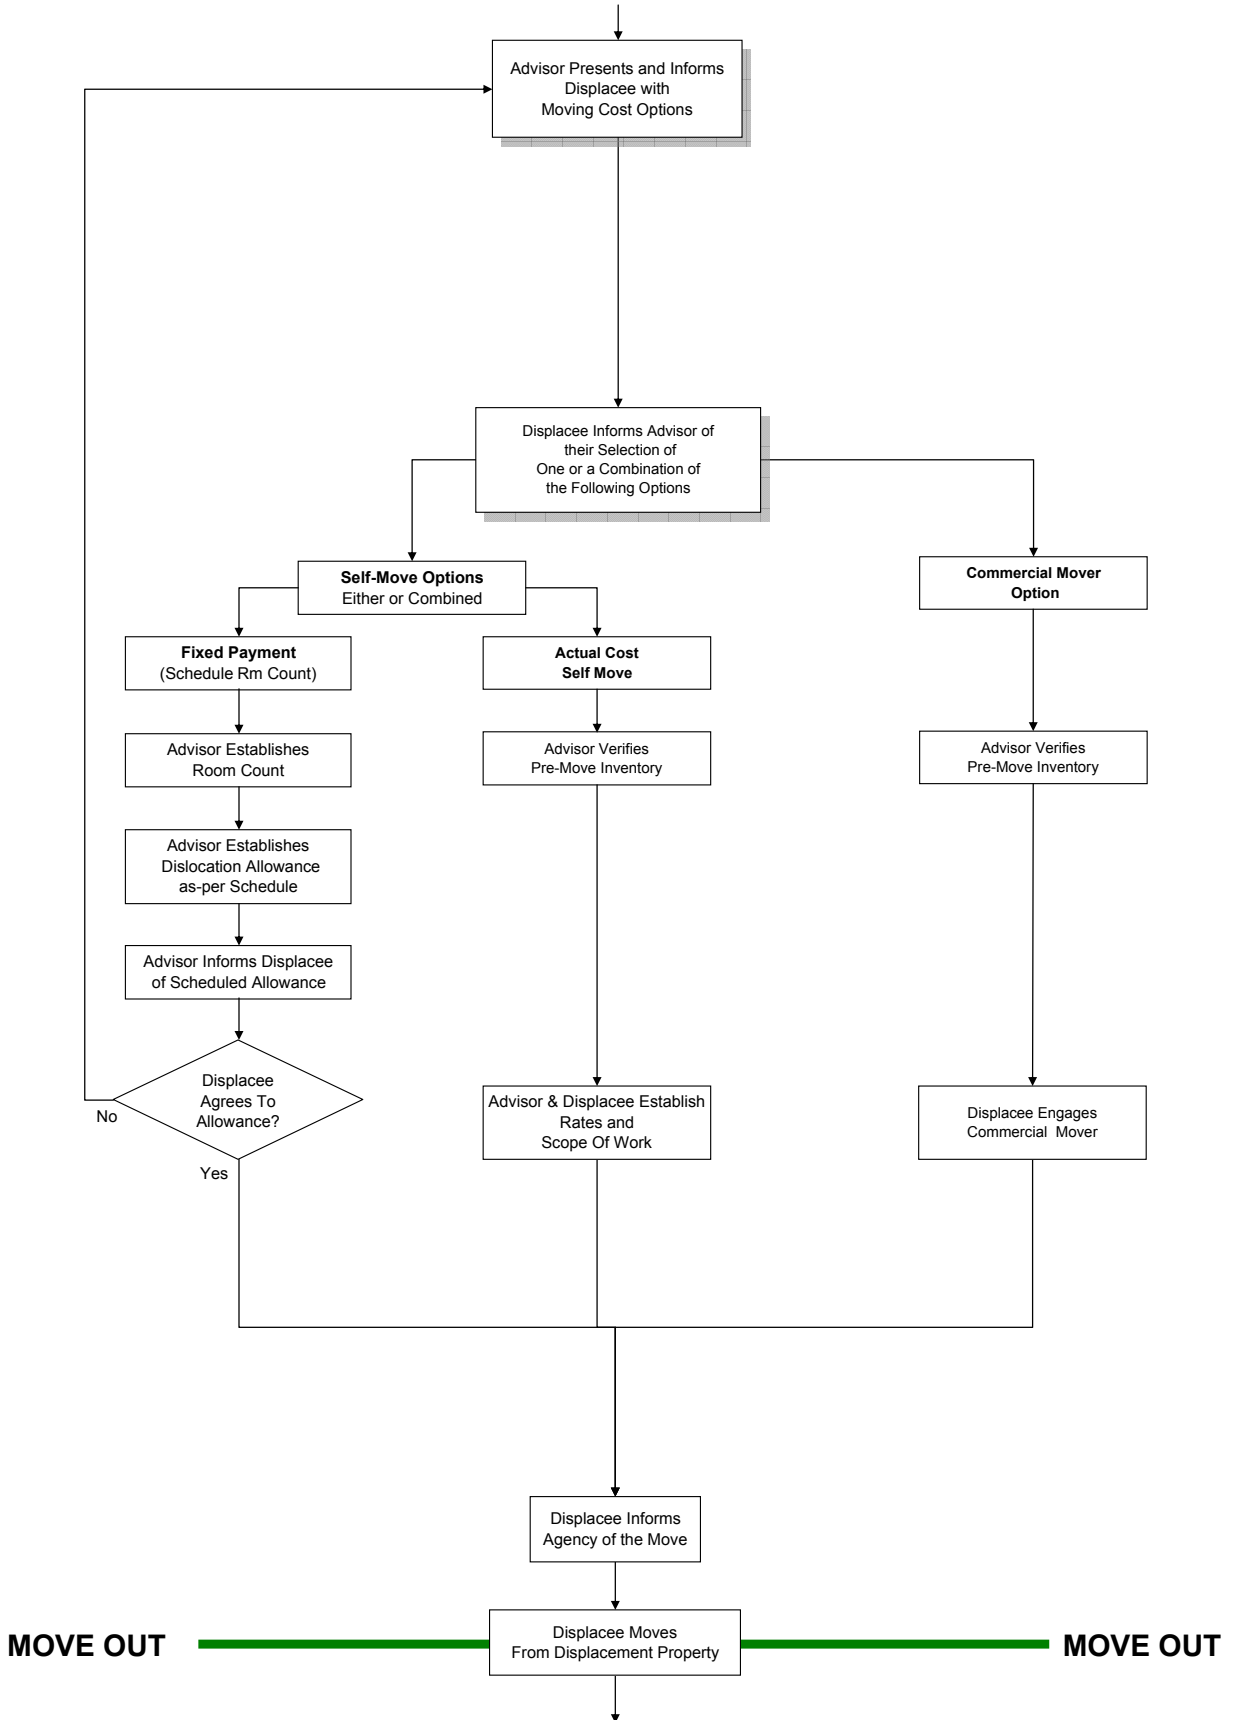 Advisor Presents and Informs
Displacee with
Moving Cost Options
Displacee Informs Advisor of
their Selection of
One or a Combination of
the Following Options
Self-Move Options
Either or Combined
Commercial Mover
Option
Fixed Payment
(Schedule Rm Count)
Actual Cost
Self Move
Advisor Establishes
Room Count
Advisor Verifies
Pre-Move Inventory
Advisor Verifies
Pre-Move Inventory
Advisor Establishes
Dislocation Allowance
as-per Schedule
Advisor Informs Displacee
of Scheduled Allowance
Displacee
Agrees To
Allowance?
No
Yes
Advisor & Displacee Establish
Rates and
Scope Of Work
Displacee Engages
Commercial Mover
Displacee Informs
Agency of the Move
MOVE OUT
Displacee Moves
From Displacement Property
MOVE OUT